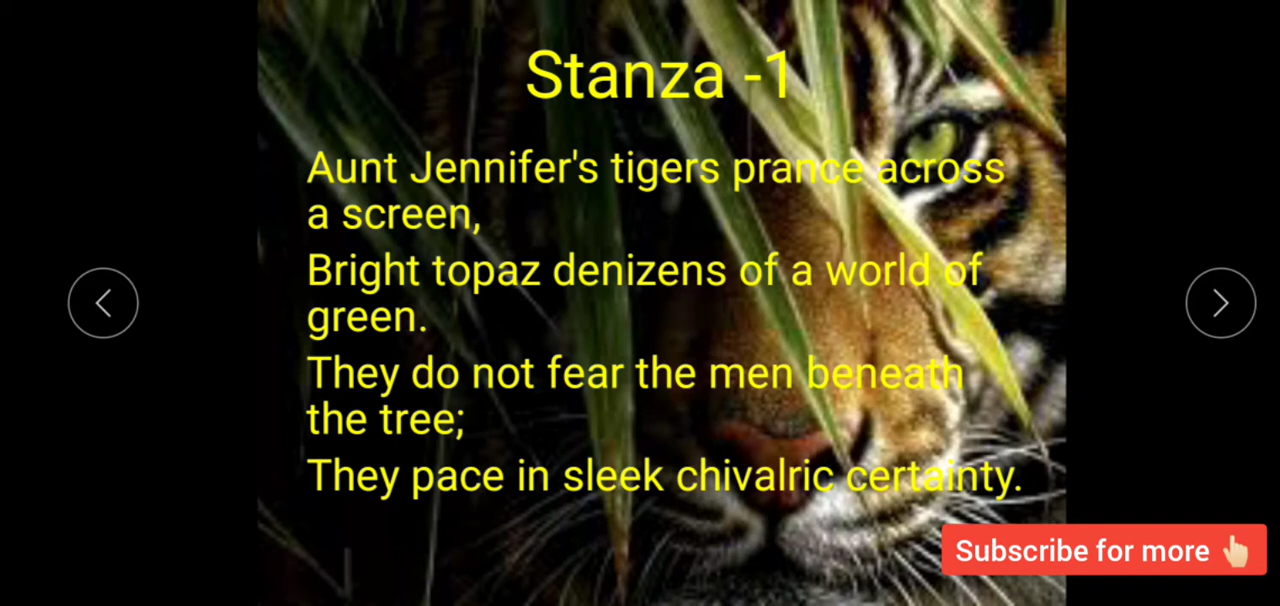 Stanza -1
Aunt Jennifer's tigers prance across
a screen,
Bright topaz denizens of a world of
green.
They do not fear the men beneath
the tree;
They pace in sleek chivalric certainty.
Subscribe for more 👆🏻